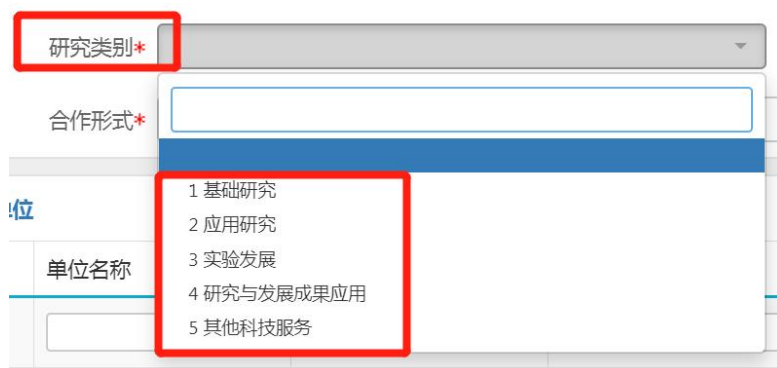 研究类别*
合作形式*
1 基础研究
位
2 应用研究
3 实验发展
单位名称
4 研究与发展成果应用
5 其他科技服务